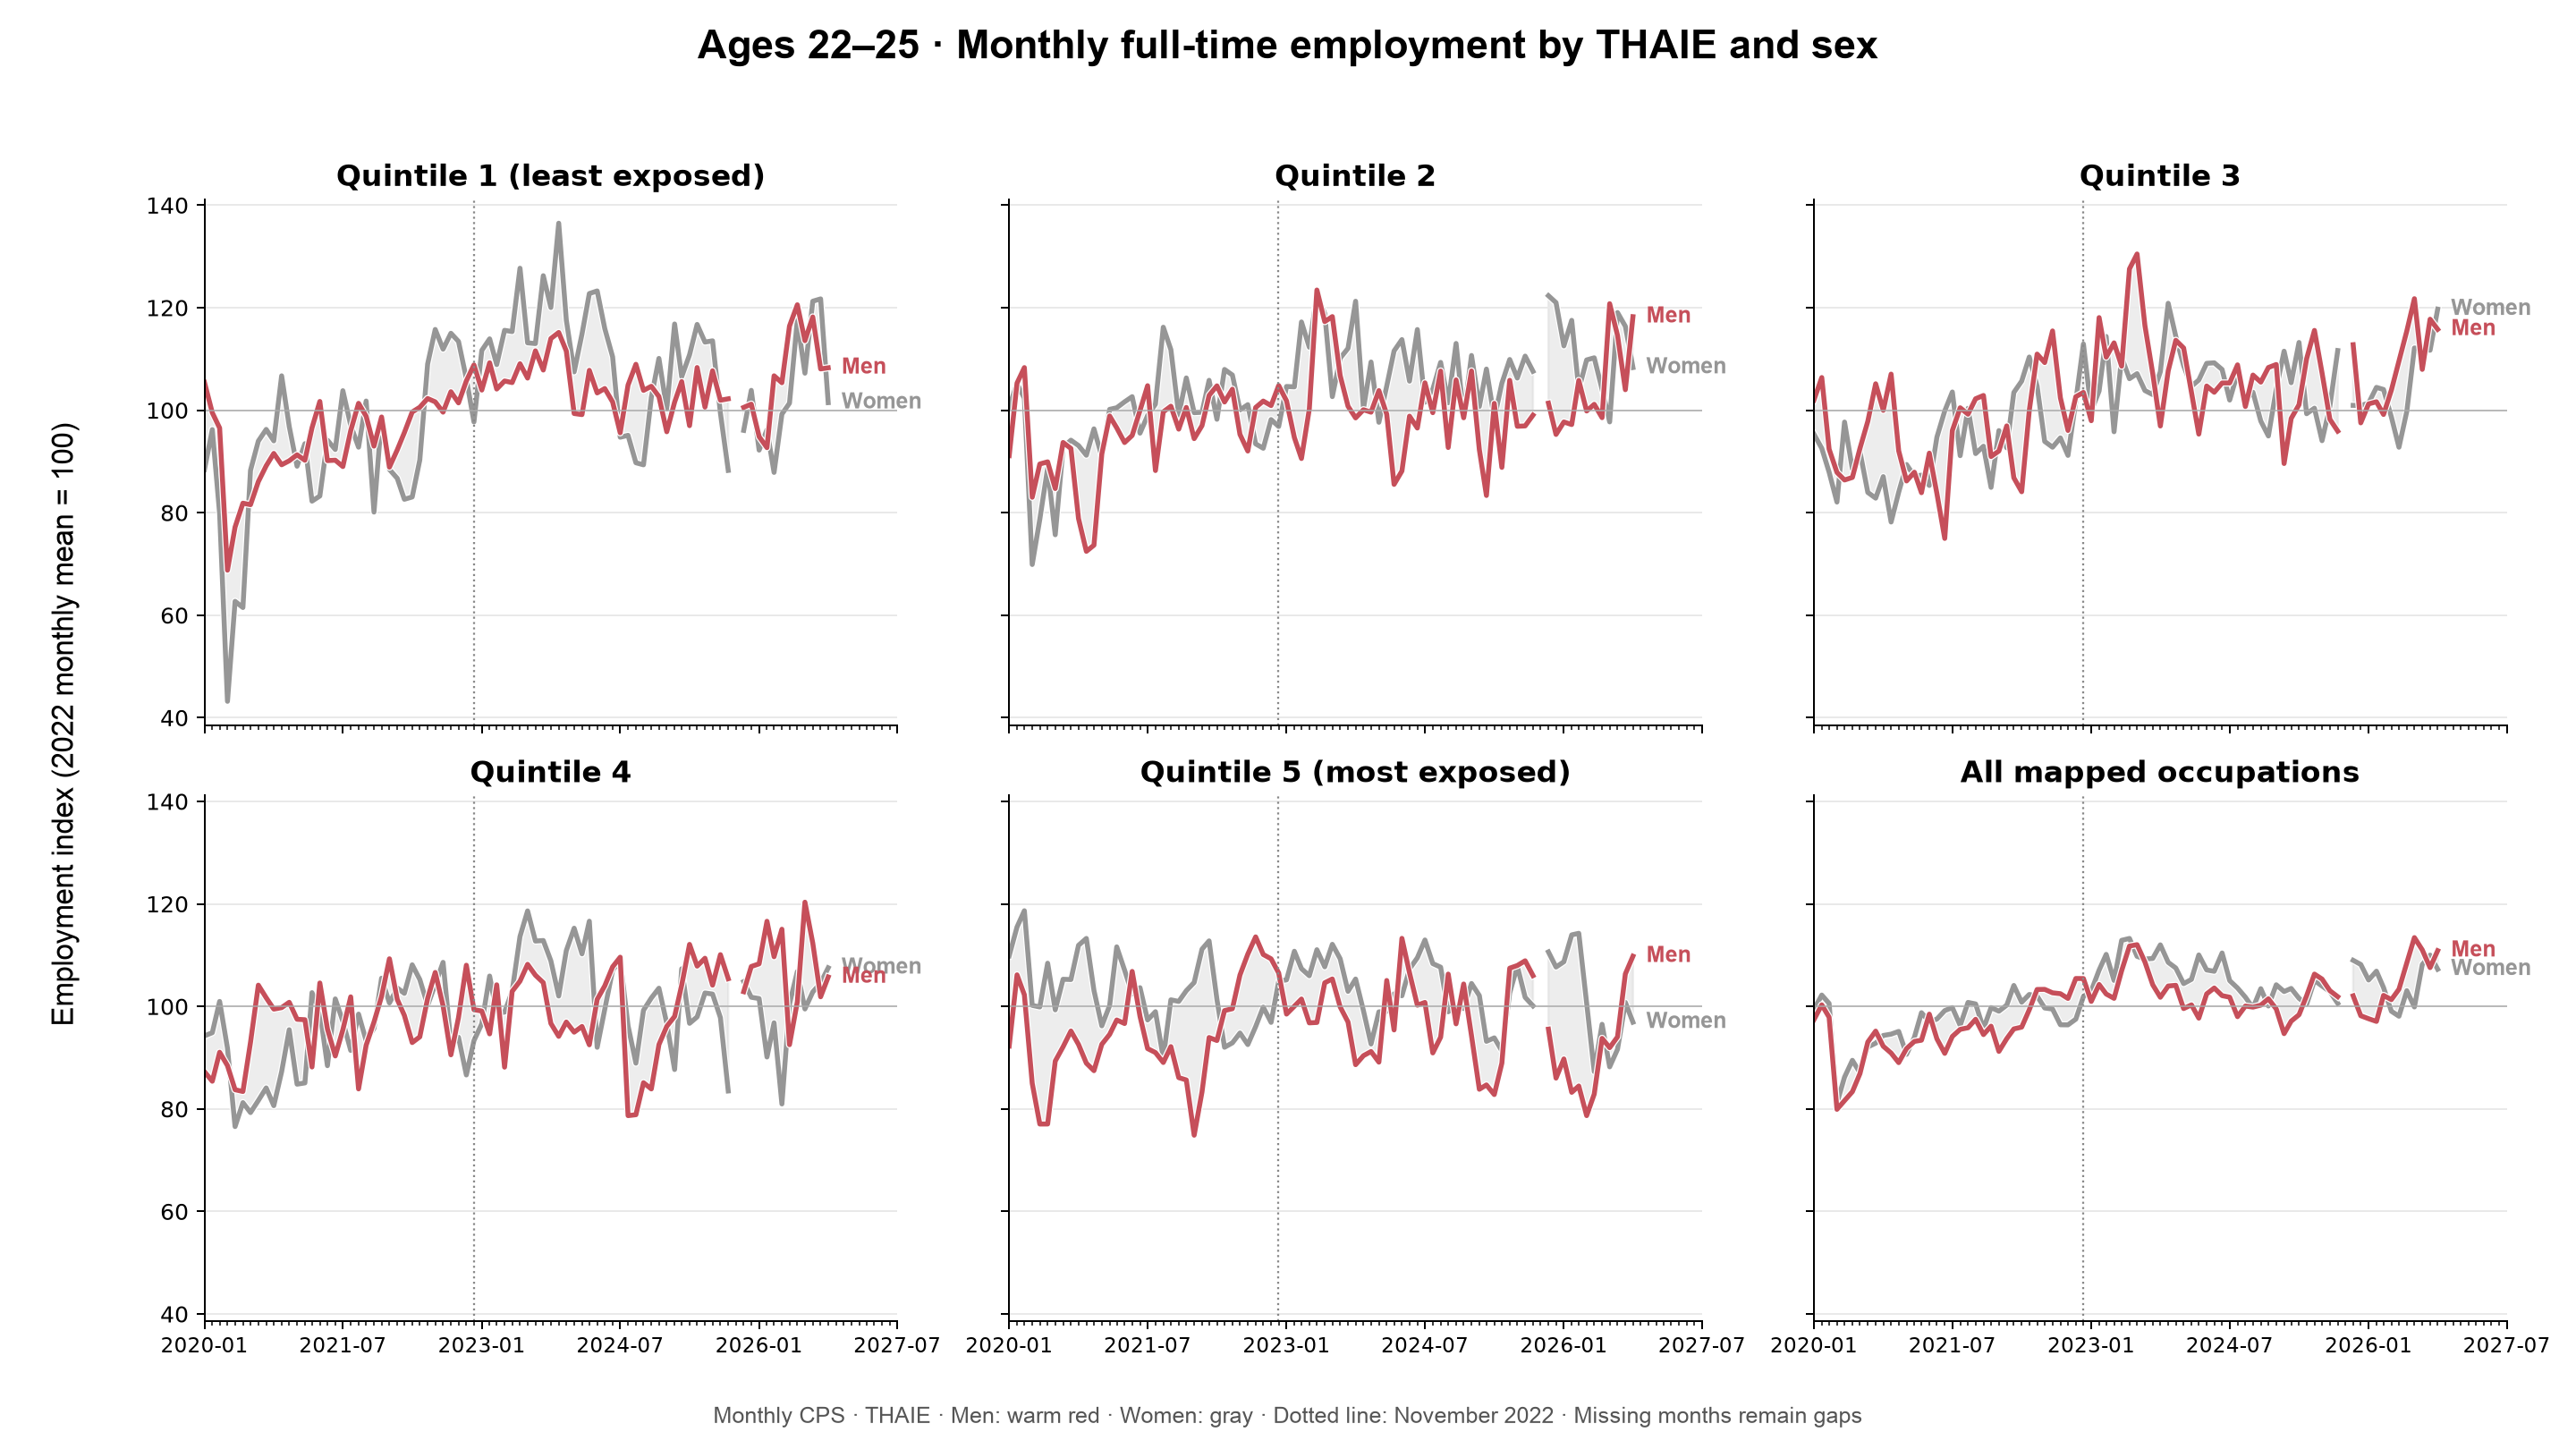 Ages 22–25 · Monthly full-time employment by THAIE and sex
Employment index (2022 monthly mean = 100)
Quintile 1 (least exposed)
140
120
100
80
60
40
Men
Women
Quintile 2
Men
Women
Quintile 3
Women
Men
Quintile 4
140
120
100
80
60
40
Women
Men
2020-01 2021-07 2023-01 2024-07 2026-01 2027-07
Quintile 5 (most exposed)
Men
Women
2020-01 2021-07 2023-01 2024-07 2026-01 2027-07
All mapped occupations
Men
Women
2020-01 2021-07 2023-01 2024-07 2026-01 2027-07
Monthly CPS · THAIE · Men: warm red · Women: gray · Dotted line: November 2022 · Missing months remain gaps